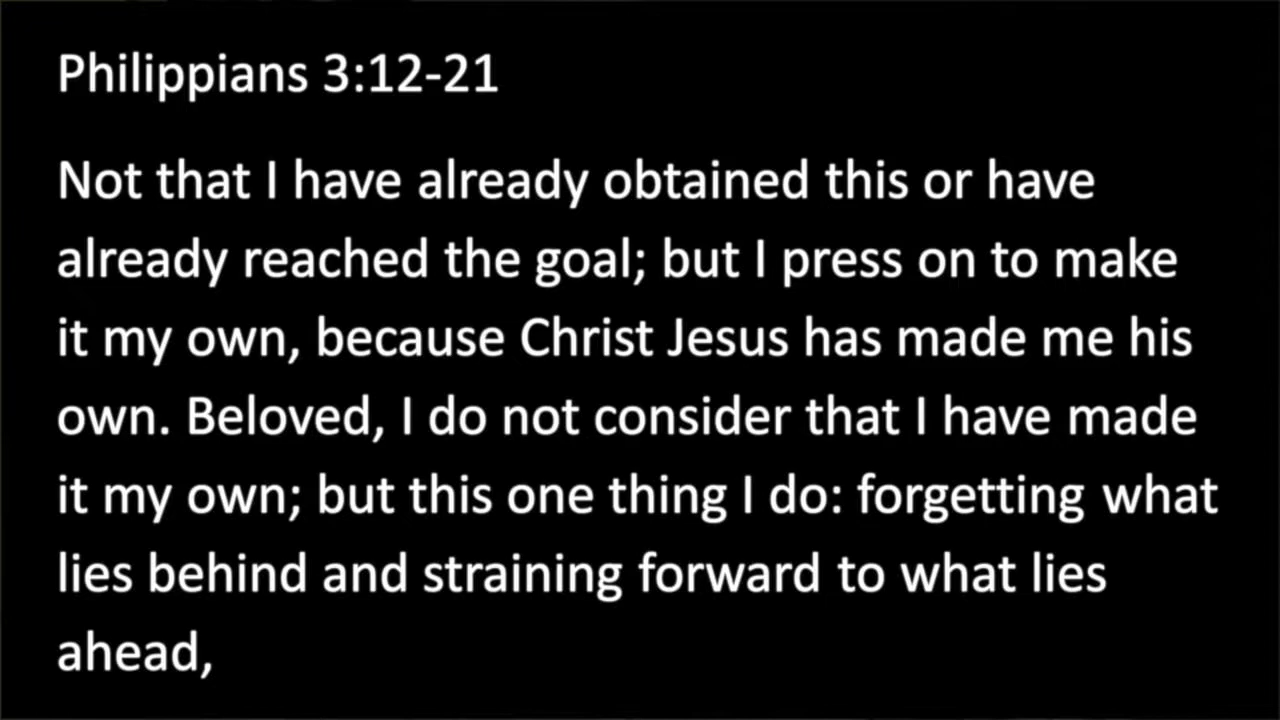 Philippians 3:12-21
Not that I have already obtained this or have
already reached the goal; but I press on to make
it my own, because Christ Jesus has made me his
own. Beloved, I do not consider that I have made
it my own; but this one thing I do: forgetting what
lies behind and straining forward to what lies
ahead,